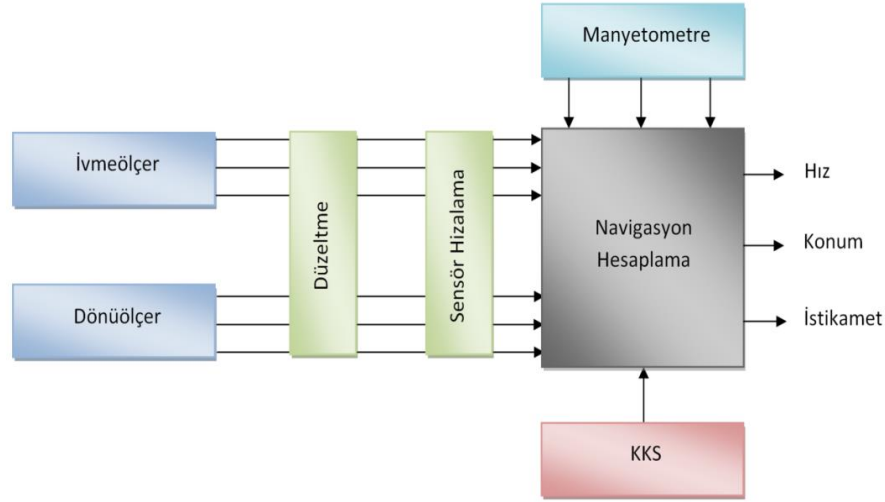 Manyetometre
İvmeölçer
Dönüölçer
Düzeltme
Sensör Hizalama
Navigasyon
Hesaplama
Hız
Konum
İstikamet
KKS